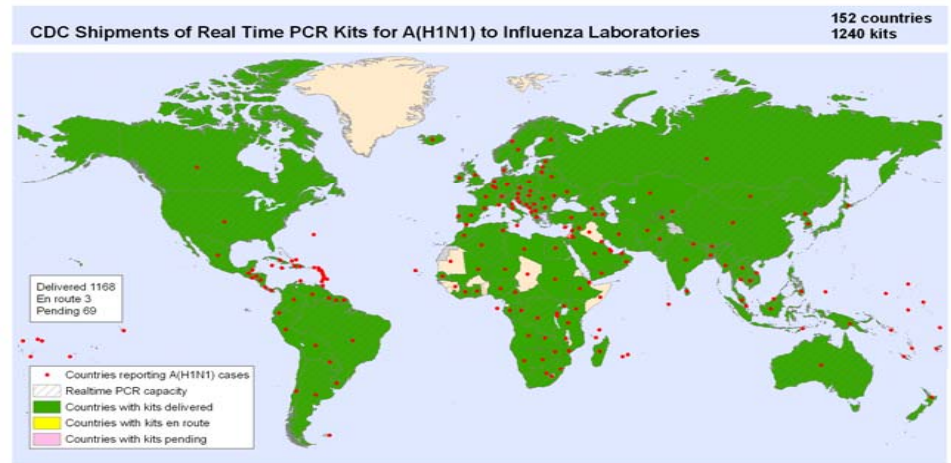 CDC Shipments of Real Time PCR Kits for A(H1N1) to Influenza Laboratories
152 countries
1240 kits
Delivered 1168
En route 3
Pending 69
Countries reporting A(H1N1) cases
Realtime PCR capacity
Countries with kits delivered
Countries with kits en route
Countries with kits pending